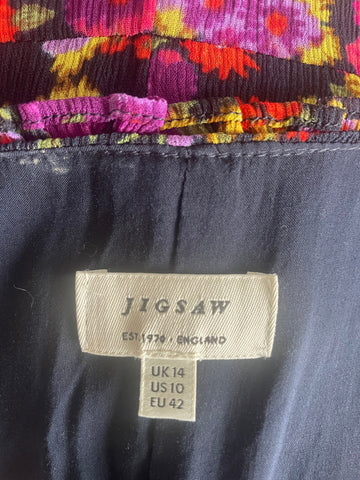 JIGSAW
EST. 1970 · ENGLAND
UK 14
US 10
EU 42